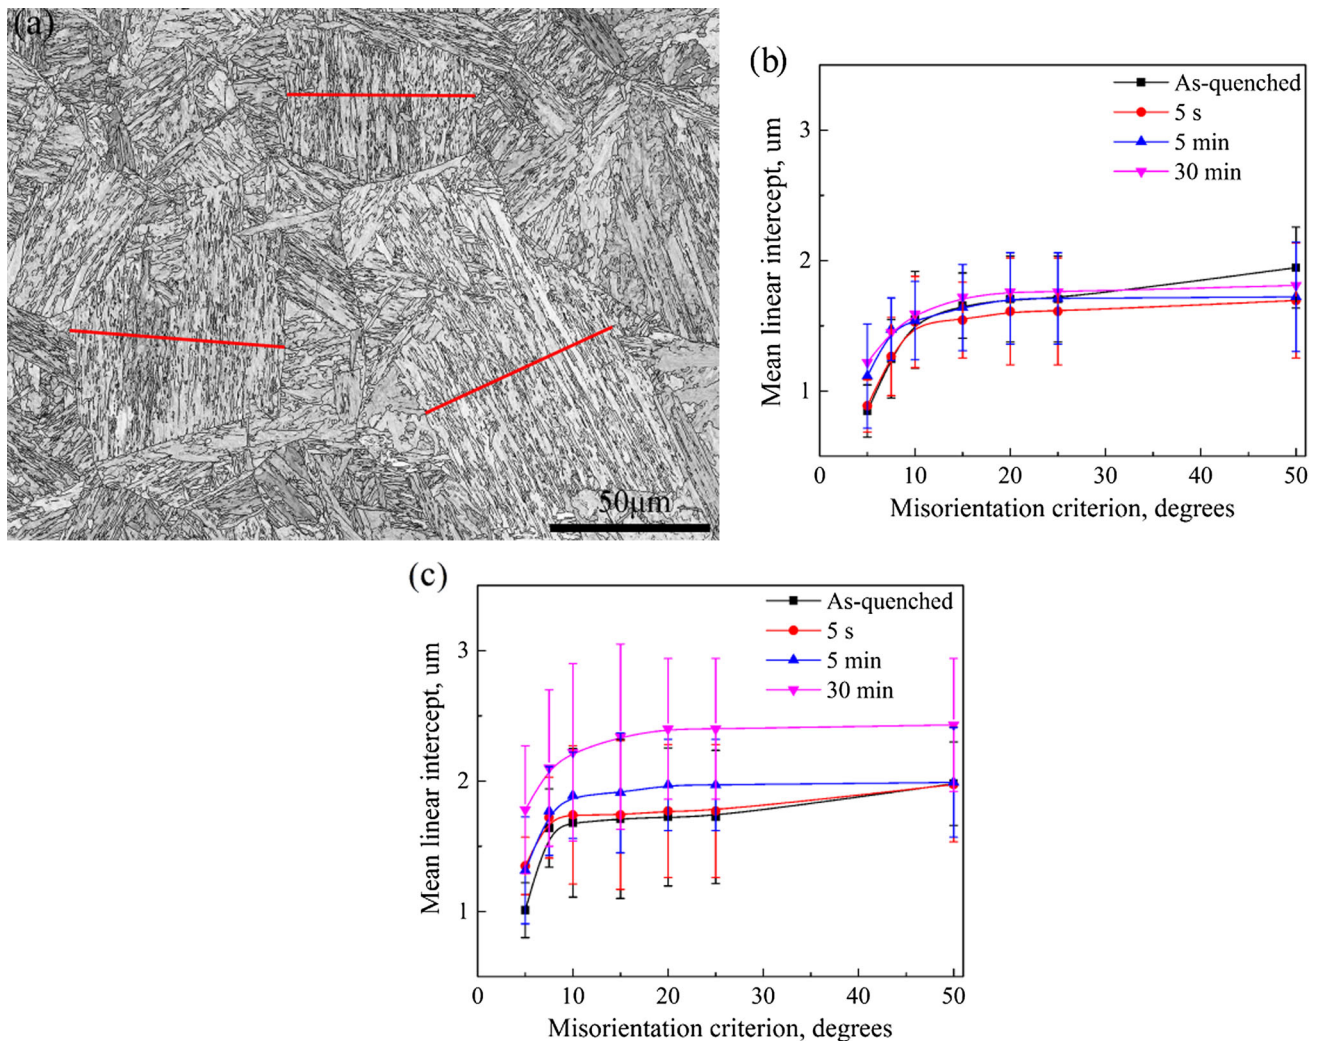 (a)
50μm
(b)
Mean linear intercept, um
3
2
1
0
10
20
30
40
50
Misorientation criterion, degrees
As-quenched
5 s
5 min
30 min
(c)
Mean linear intercept, um
3
2
1
0
10
20
30
40
50
Misorientation criterion, degrees
As-quenched
5 s
5 min
30 min